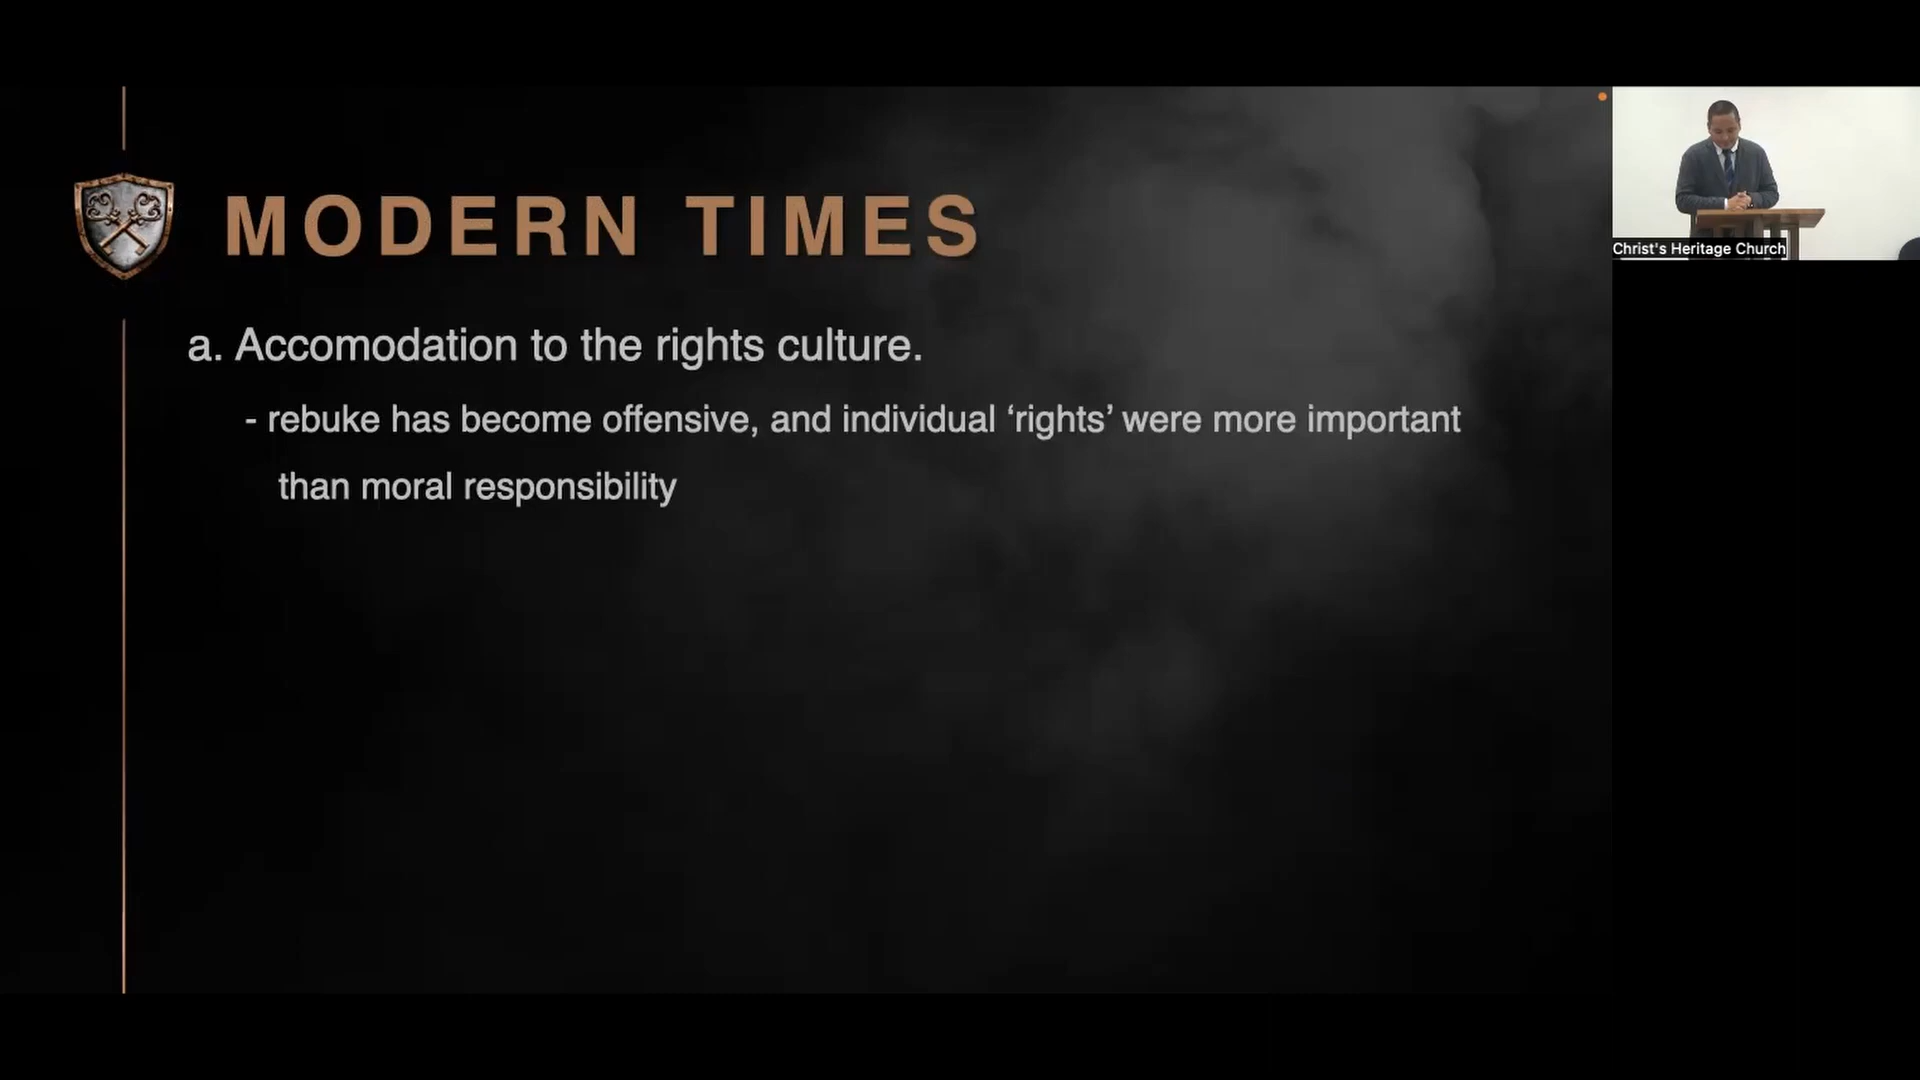 MODERN TIMES
a. Accomodation to the rights culture.
- rebuke has become offensive, and individual ‘rights’ were more important
than moral responsibility
Christ's Heritage Church